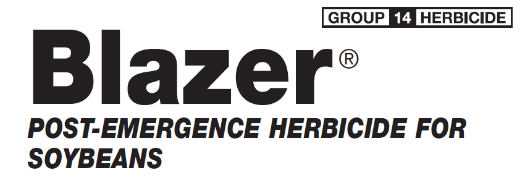 GROUP 14 HERBICIDE
Blazer®
POST-EMERGENCE HERBICIDE FOR
SOYBEANS